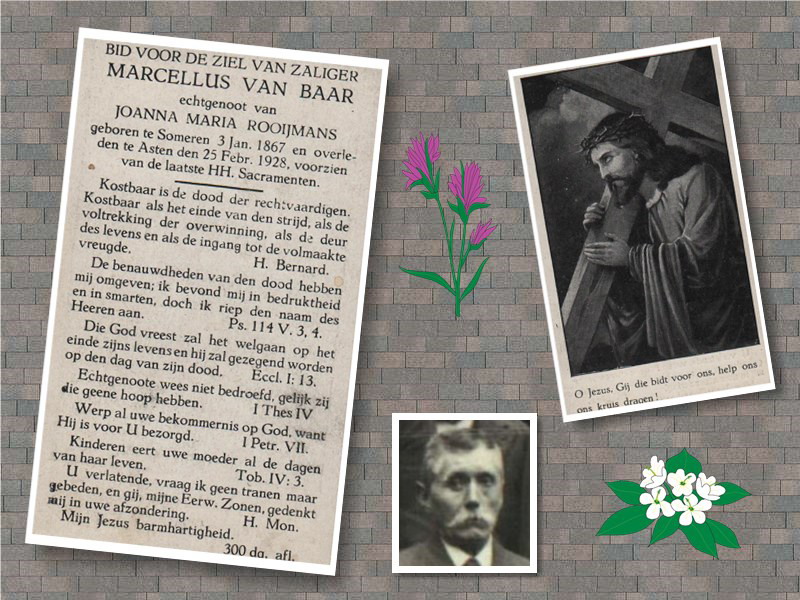 BID VOOR DE ZIEL VAN ZALIGER
MARCELLUS VAN BAAR
echtgenoot van
JOANNA MARIA ROOIJMANS
geboren te Someren 3 Jan. 1867 en overle-
den te Asten den 25 Febr. 1928, voorzien
van de laatste HH. Sacramenten.
Kostbaar is de dood der rechtvaardigen.
Kostbaar als het einde van den strijd, als de
voltrekking der overwinning, als de deur
des levens en als de ingang tot de volmaakte
vreugde. H. Bernard.
De benauwdheden van den dood hebben
mij omgeven; ik bevond mij in bedruktheid
en in smarten, doch ik riep den naam des
Heeren aan. Ps. 114 V. 3, 4.
Die God vreest zal het welgaan op het
einde zijns levens en hij zal gezegend worden
op den dag van zijn dood. Eccl. I: 13.
Echtgenoote wees niet bedroefd, gelijk zij
die geene hoop hebben. I Thes IV
Werp al uwe bekommernis op God, want
Hij is voor U bezorgd. I Petr. VII.
Kinderen eert uwe moeder al de dagen
van haar leven. Tob. IV: 3.
U verlatende, vraag ik geen tranen maar
gebeden, en gij, mijne Eerw. Zonen, gedenkt
mij in uwe afzondering. H. Mon.
Mijn Jezus barmhartigheid.
300 dg. afl.
O Jezus, Gij die bidt voor ons, help ons
ons kruis dragen!